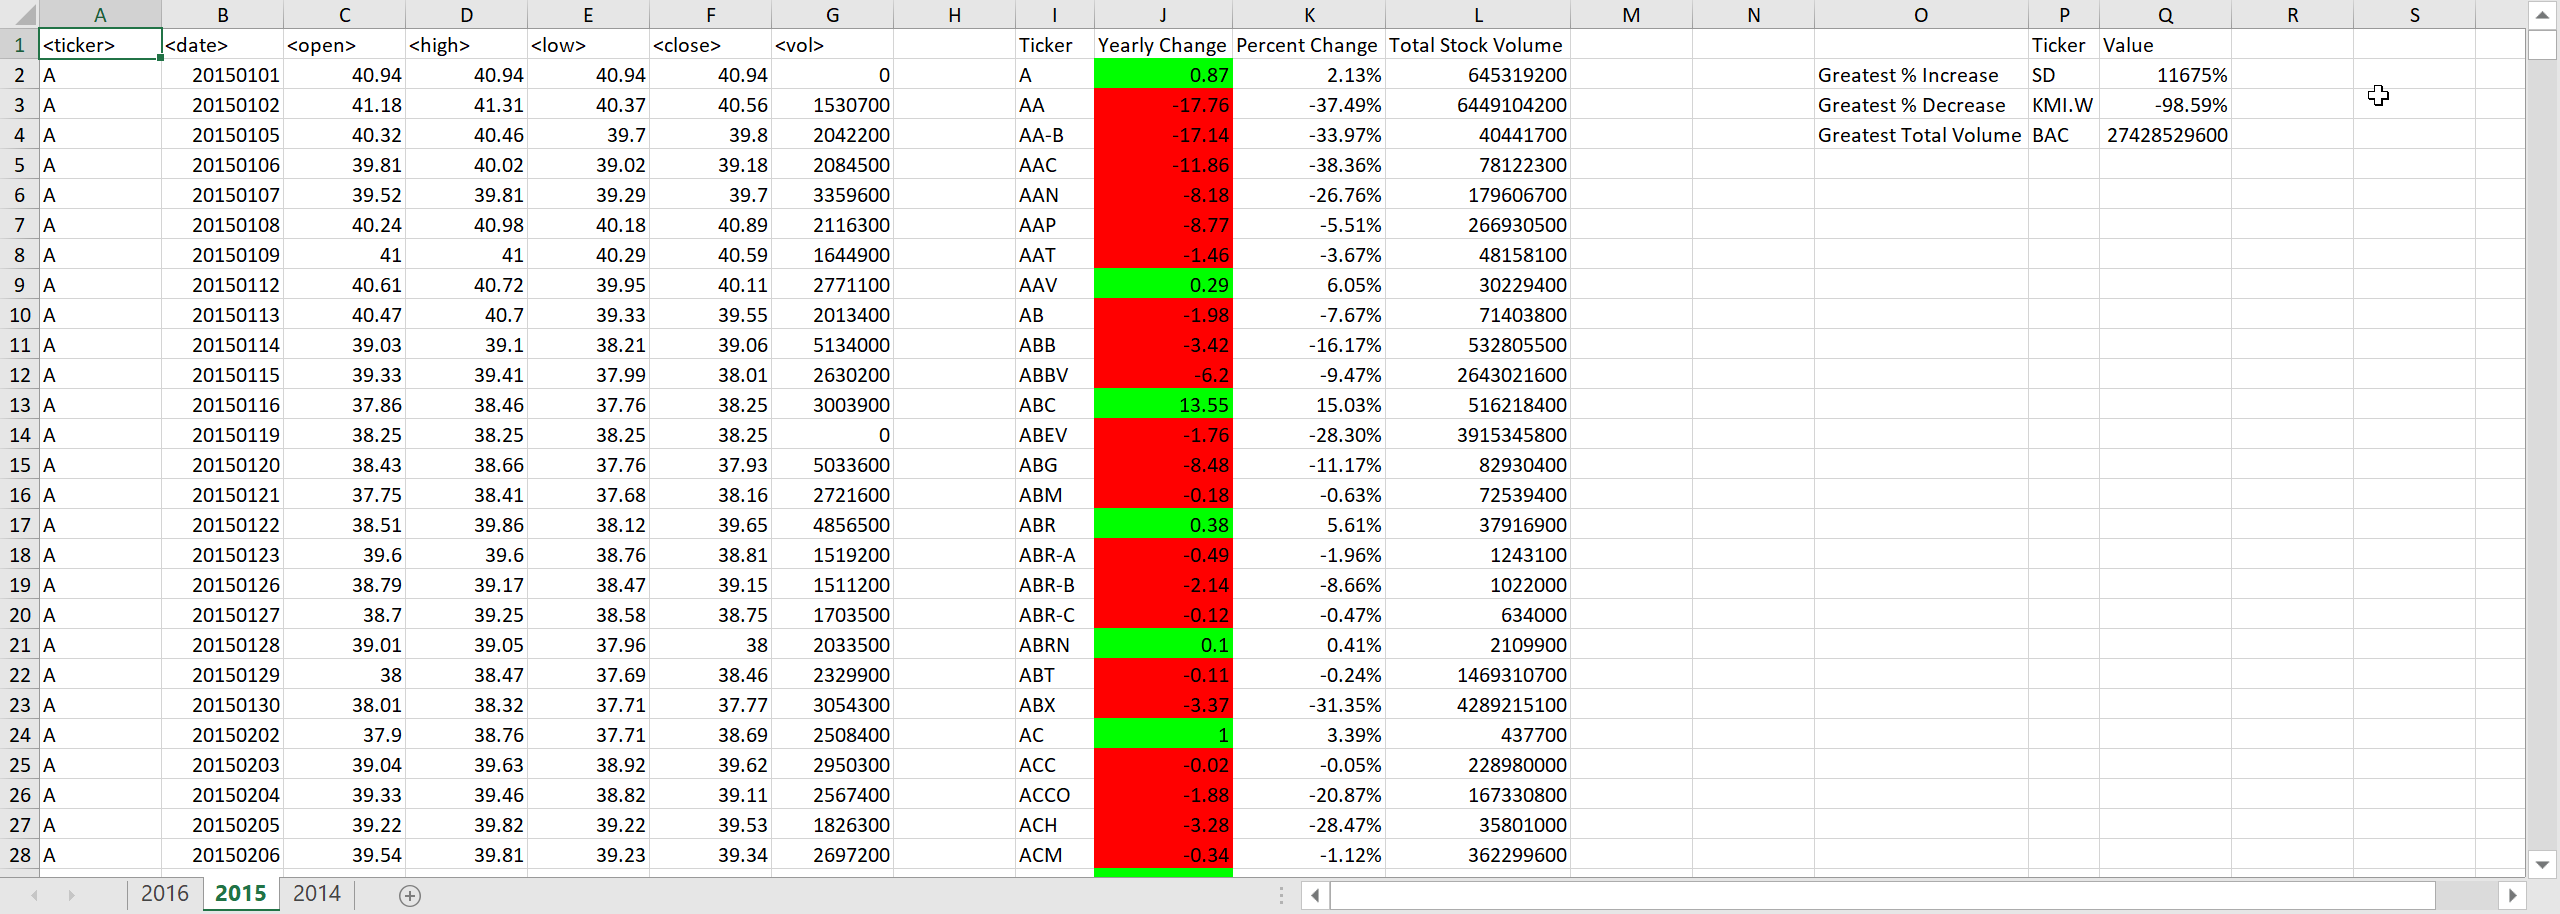 A B C D E F G H I J K L M N O P Q R S
1 <ticker> <date> <open> <high> <low> <close> <vol> Ticker Yearly Change Percent Change Total Stock Volume Ticker Value
2 A 20150101 40.94 40.94 40.94 40.94 0 A 0.87 2.13% 645319200 Greatest % Increase SD 11675%
3 A 20150102 41.18 41.31 40.37 40.56 1530700 AA -17.76 -37.49% 6449104200 Greatest % Decrease KMI.W -98.59%
4 A 20150105 40.32 40.46 39.7 39.8 2042200 AA-B -17.14 -33.97% 40441700 Greatest Total Volume BAC 27428529600
5 A 20150106 39.81 40.02 39.02 39.18 2084500 AAC -11.86 -38.36% 78122300
6 A 20150107 39.52 39.81 39.29 39.7 3359600 AAN -8.18 -26.76% 179606700
7 A 20150108 40.24 40.98 40.18 40.89 2116300 AAP -8.77 -5.51% 266930500
8 A 20150109 41 41 40.29 40.59 1644900 AAT -1.46 -3.67% 48158100
9 A 20150112 40.61 40.72 39.95 40.11 2771100 AAV 0.29 6.05% 30229400
10 A 20150113 40.47 40.7 39.33 39.55 2013400 AB -1.98 -7.67% 71403800
11 A 20150114 39.03 39.1 38.21 39.06 5134000 ABB -3.42 -16.17% 532805500
12 A 20150115 39.33 39.41 37.99 38.01 2630200 ABBV -6.2 -9.47% 2643021600
13 A 20150116 37.86 38.46 37.76 38.25 3003900 ABC 13.55 15.03% 516218400
14 A 20150119 38.25 38.25 38.25 38.25 0 ABEV -1.76 -28.30% 3915345800
15 A 20150120 38.43 38.66 37.76 37.93 5033600 ABG -8.48 -11.17% 82930400
16 A 20150121 37.75 38.41 37.68 38.16 2721600 ABM -0.18 -0.63% 72539400
17 A 20150122 38.51 39.86 38.12 39.65 4856500 ABR 0.38 5.61% 37916900
18 A 20150123 39.6 39.6 38.76 38.81 1519200 ABR-A -0.49 -1.96% 1243100
19 A 20150126 38.79 39.17 38.47 39.15 1511200 ABR-B -2.14 -8.66% 1022000
20 A 20150127 38.7 39.25 38.58 38.75 1703500 ABR-C -0.12 -0.47% 634000
21 A 20150128 39.01 39.05 37.96 38 2033500 ABRN 0.1 0.41% 2109900
22 A 20150129 38 38.47 37.69 38.46 2329900 ABT -0.11 -0.24% 1469310700
23 A 20150130 38.01 38.32 37.71 37.77 3054300 ABX -3.37 -31.35% 4289215100
24 A 20150202 37.9 38.76 37.71 38.69 2508400 AC 1 3.39% 437700
25 A 20150203 39.04 39.63 38.92 39.62 2950300 ACC -0.02 -0.05% 228980000
26 A 20150204 39.33 39.46 38.82 39.11 2567400 ACCO -1.88 -20.87% 167330800
27 A 20150205 39.22 39.82 39.22 39.53 1826300 ACH -3.28 -28.47% 35801000
28 A 20150206 39.54 39.81 39.23 39.34 2697200 ACM -0.34 -1.12% 362299600
2016 2015 2014